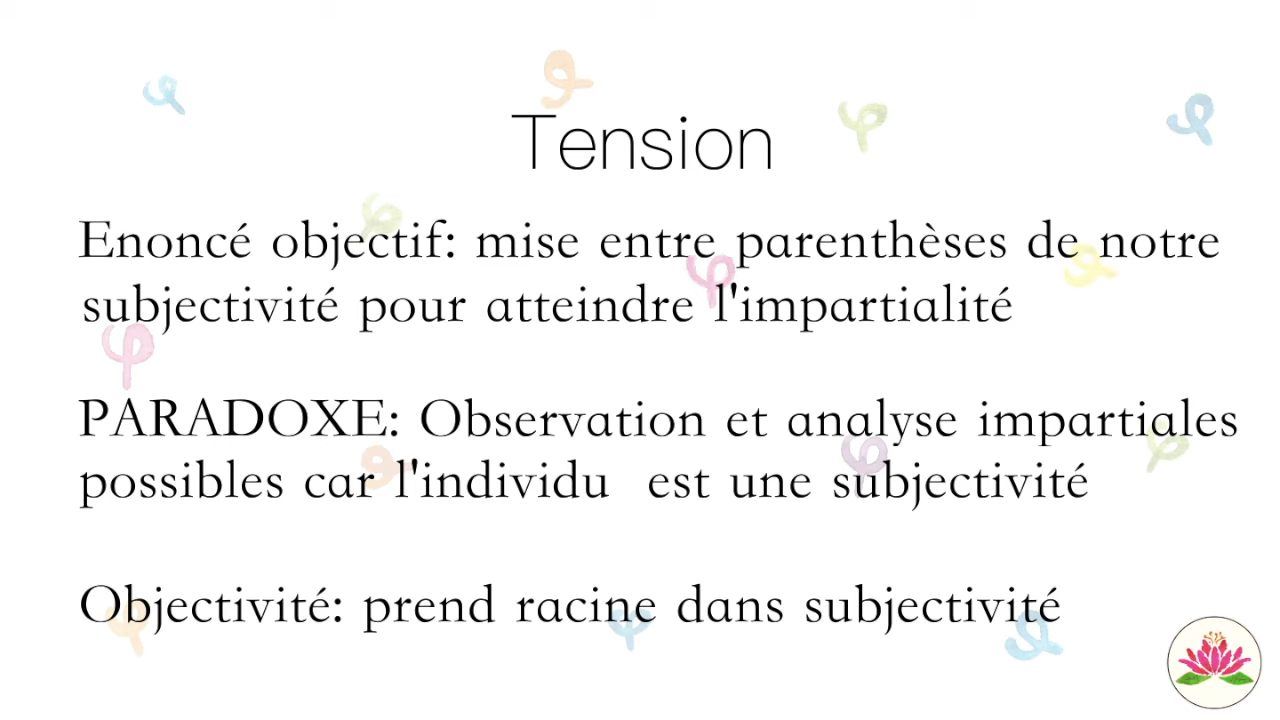 Tension
Enoncé objectif: mise entre parenthèses de notre
subjectivité pour atteindre l'impartialité
PARADOXE: Observation et analyse impartiales
possibles car l'individu est une subjectivité
Objectivité: prend racine dans subjectivité